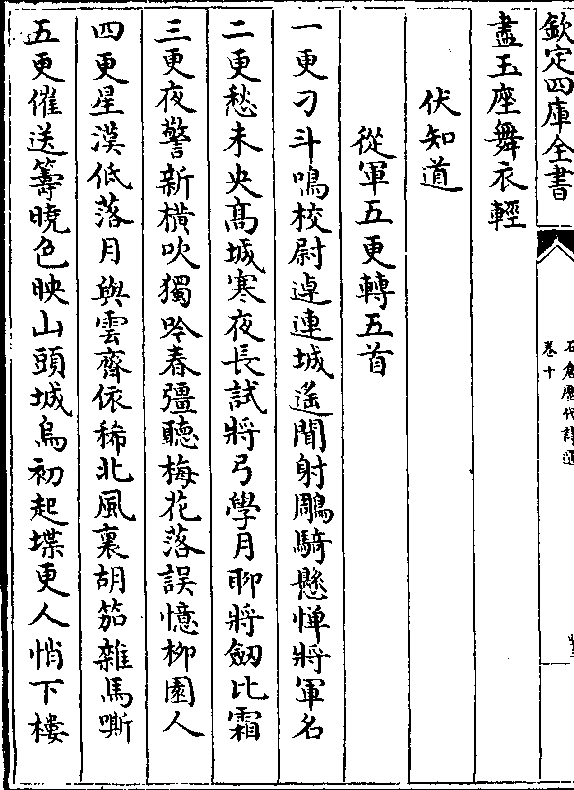 欽定四庫全書
石倉歷代詩選
卷十
盡玉座舞衣輕
伏知道
從軍五更轉五首
一更刁斗鳴校尉逴連城遙聞射鵰騎懸憚將軍名
二更愁未央髙城寒夜長試將弓學月聊將劒比霜
三更夜警新橫吹獨吟春彊聽梅花落誤憶柳園人
四更星漢低落月與雲齊依稀北風裏胡笳雜馬嘶
五更催送籌曉色映山頭城烏初起堞更人悄下樓